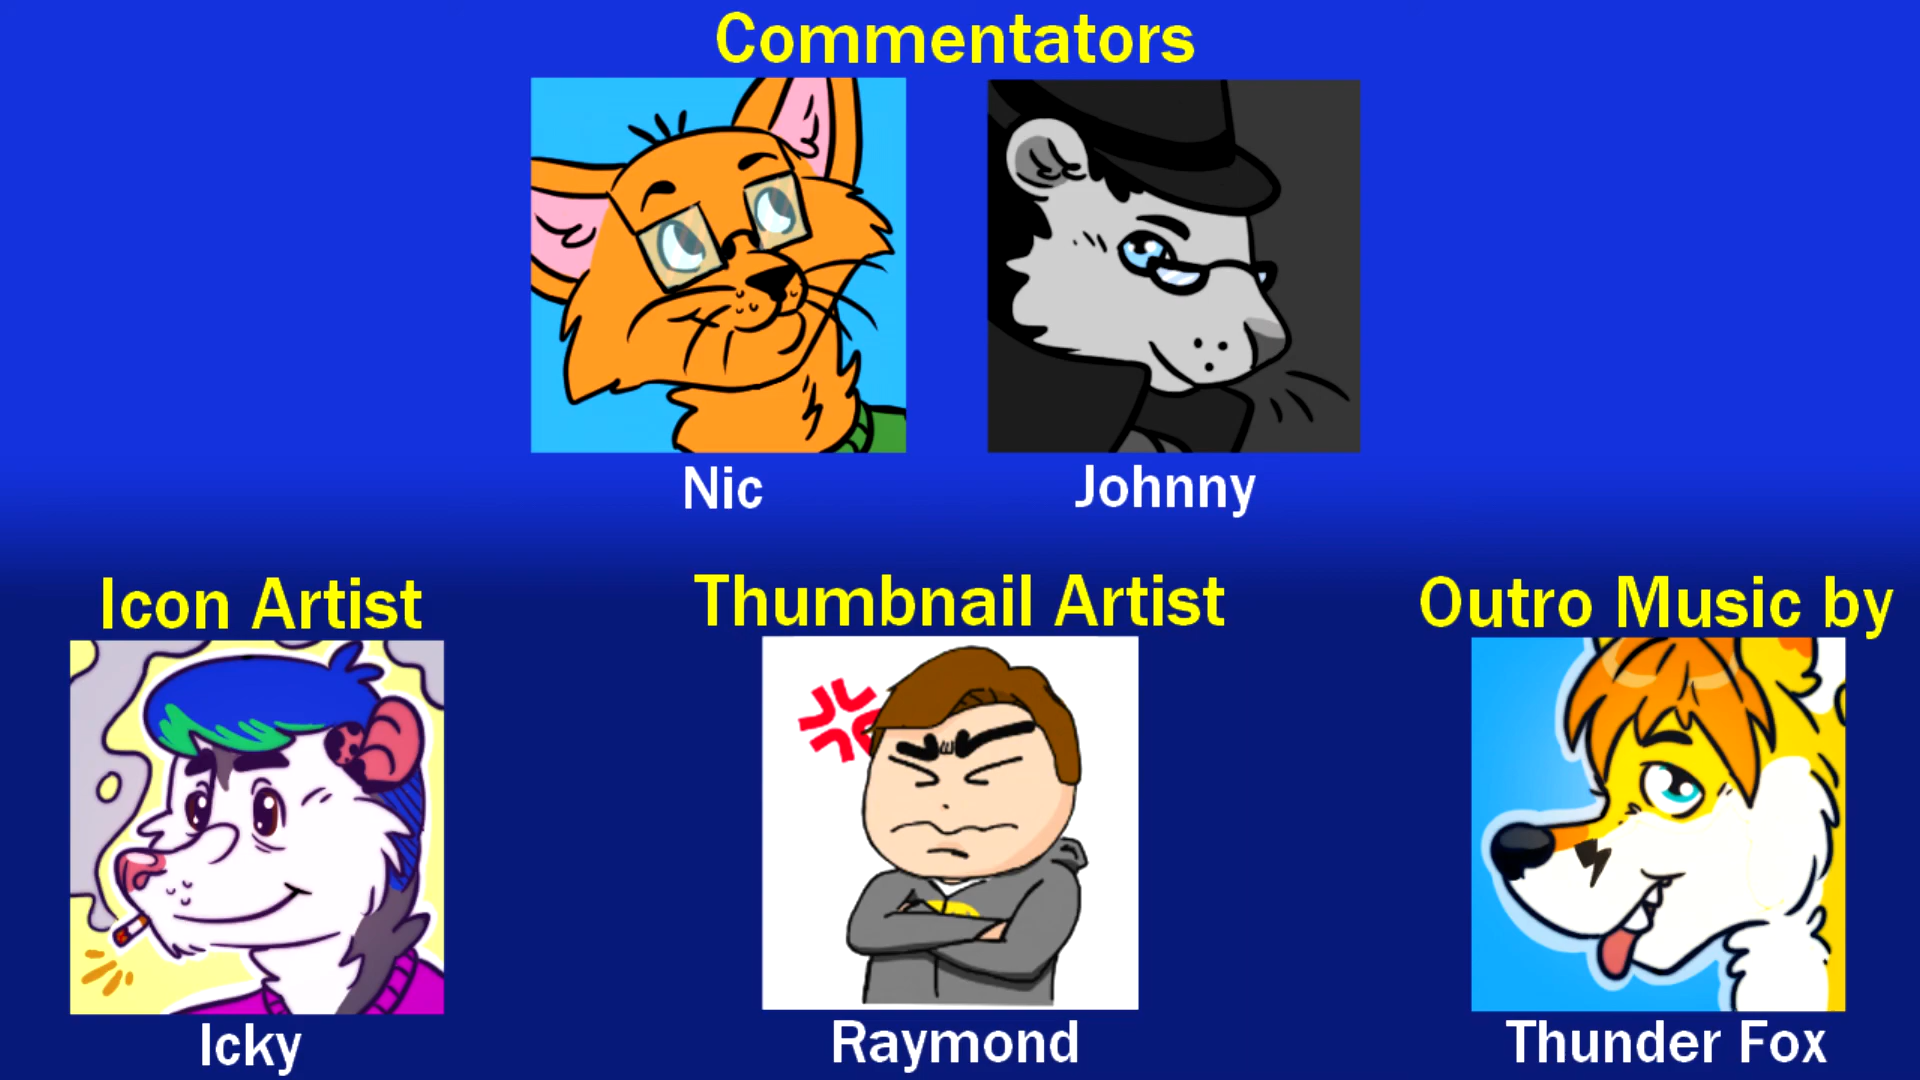 Commentators
Nic
Johnny
Icon Artist
Thumbnail Artist
Outro Music by
Icky
Raymond
Thunder Fox